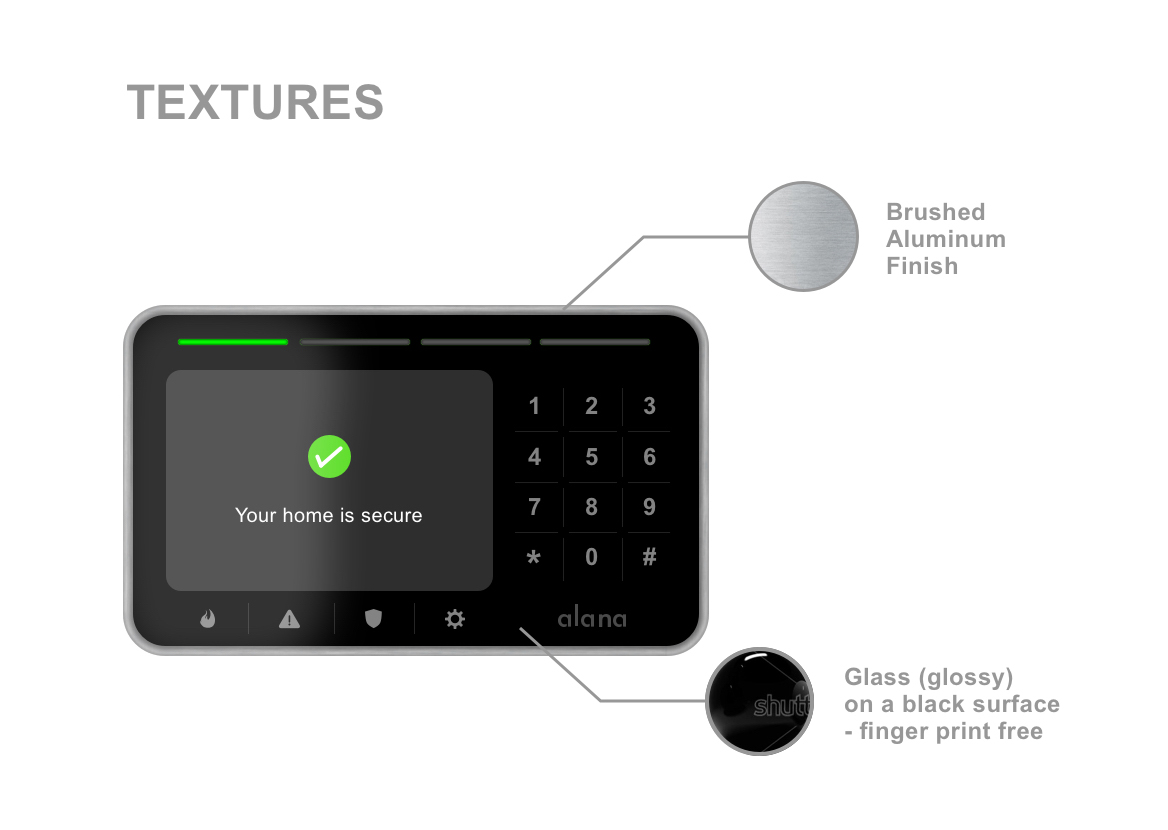 TEXTURES
Brushed
Aluminum
Finish
1 2 3
4 5 6
Your home is secure
7 8 9
* 0 #
alana
Glass (glossy)
on a black surface
- finger print free
shutt